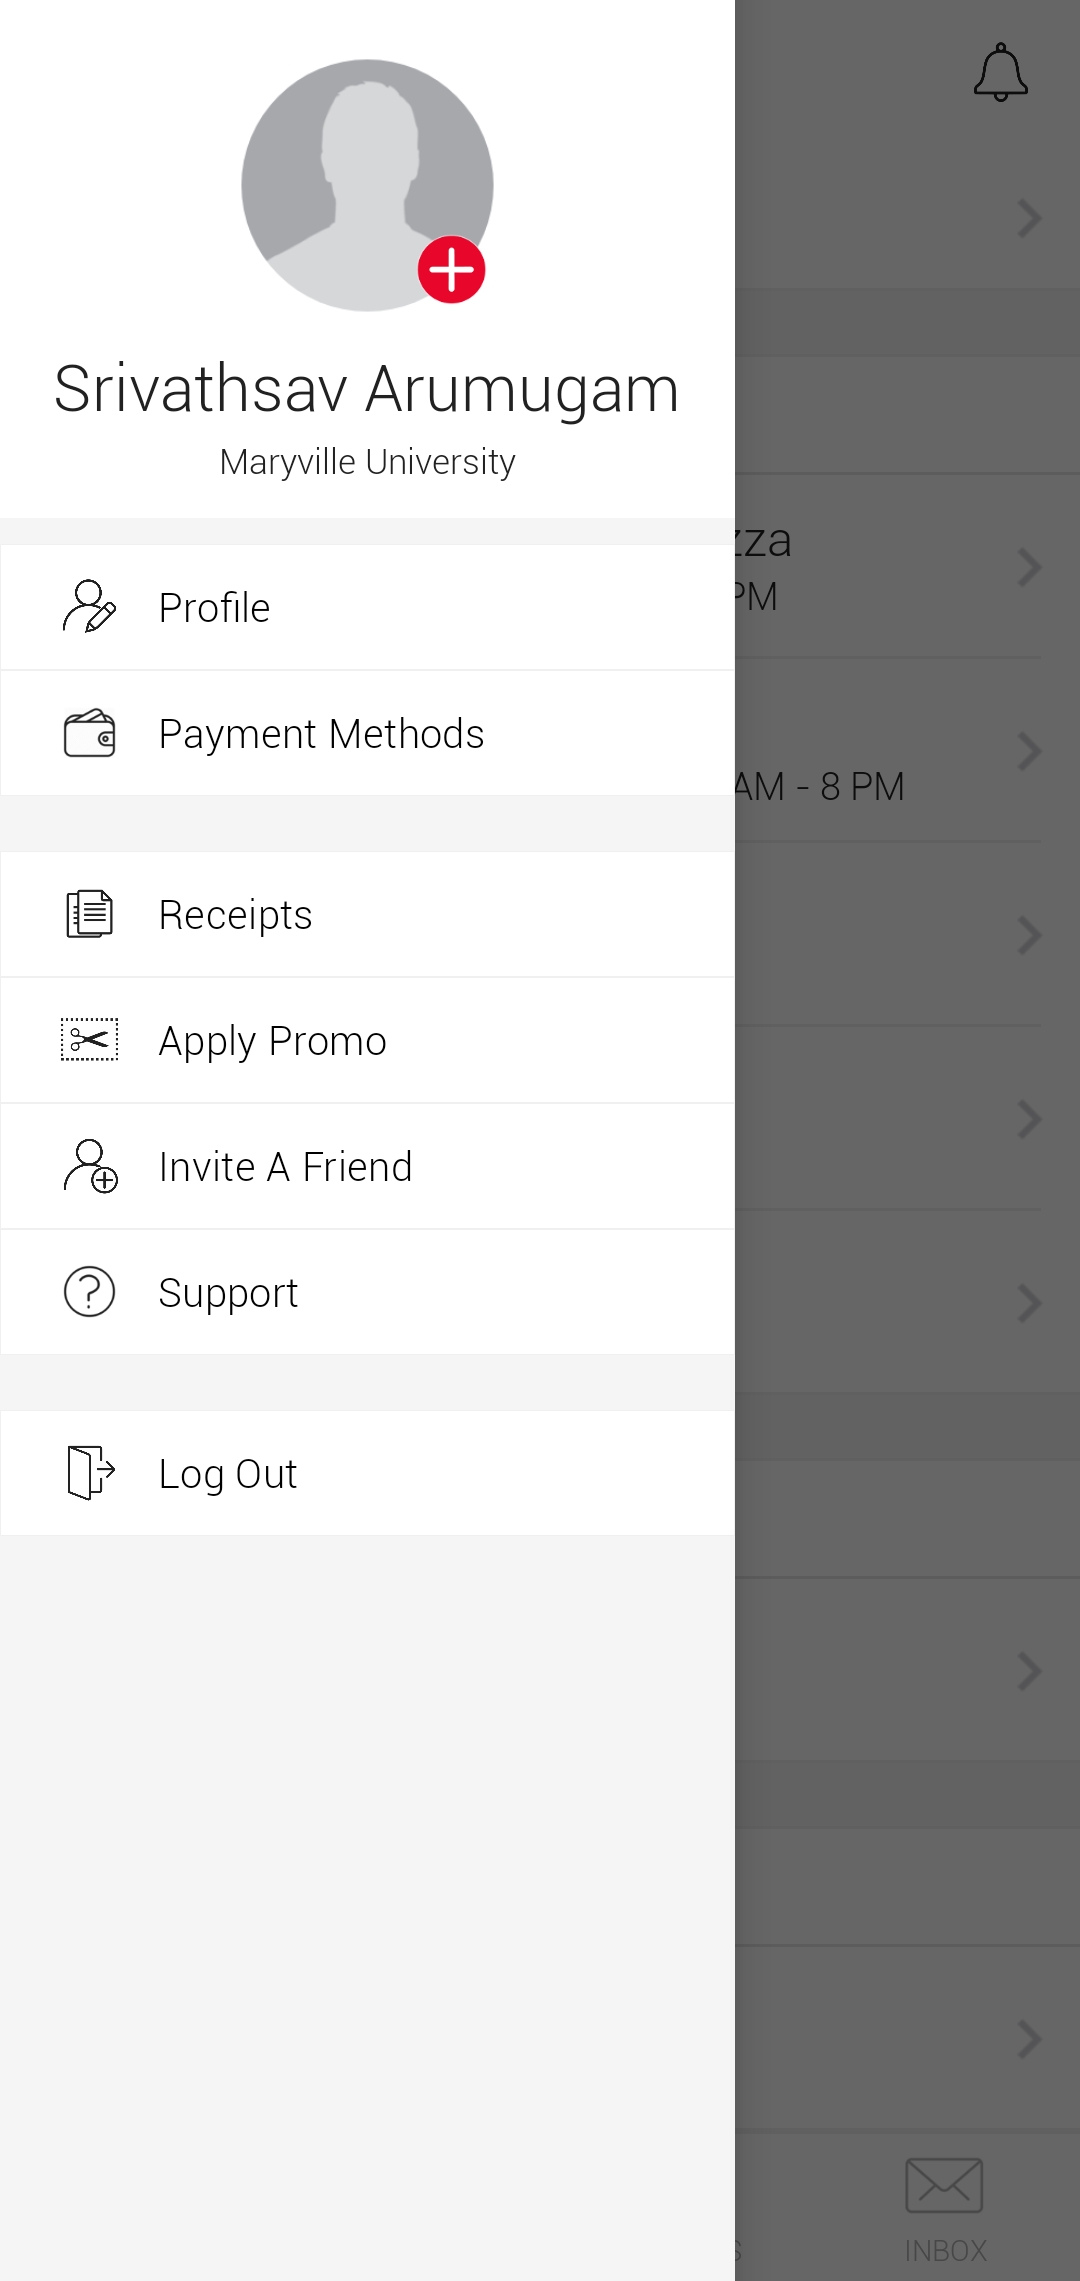 Srivathsav Arumugam
Maryville University
Profile
Payment Methods
Receipts
Apply Promo
Invite A Friend
Support
Log Out
PM
AM - 8 PM
INBOX